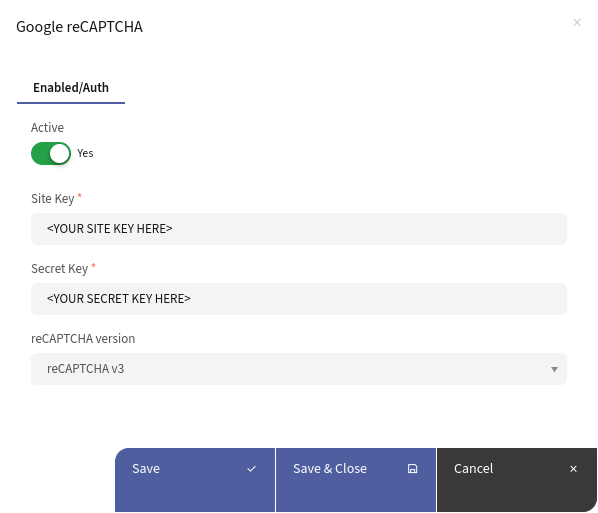 Google reCAPTCHA
×
Enabled/Auth
Active
Yes
Site Key *
<YOUR SITE KEY HERE>
Secret Key *
<YOUR SECRET KEY HERE>
reCAPTCHA version
reCAPTCHA v3
Save
Save & Close
Cancel ×